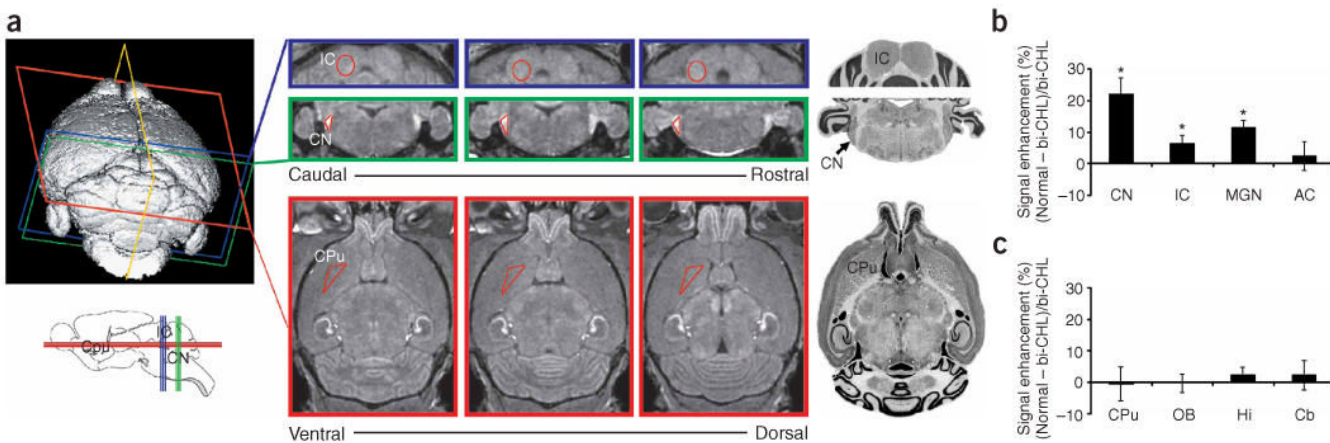 a
IC
CN
Caudal
Rostral
CPu
Ventral
Dorsal
IC
CN
CPu
IC
Cpu
CN
b
Signal enhancement (%)
(Normal – bi-CHL)/bi-CHL
30
20
10
0
–10
*
*
*
CN
IC
MGN
AC
c
Signal enhancement (%)
(Normal – bi-CHL)/bi-CHL
30
20
10
0
–10
CPu
OB
Hi
Cb